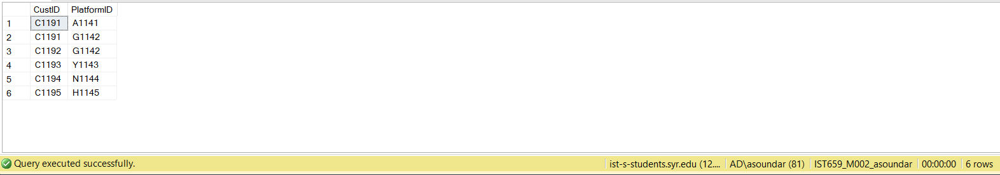 CustID PlatformID
1 C1191 A1141
2 C1191 G1142
3 C1192 G1142
4 C1193 Y1143
5 C1194 N1144
6 C1195 H1145
Query executed successfully. ist-s-students.syr.edu (12.... AD\asoundar (81) IST659_M002_asoundar 00:00:00 6 rows